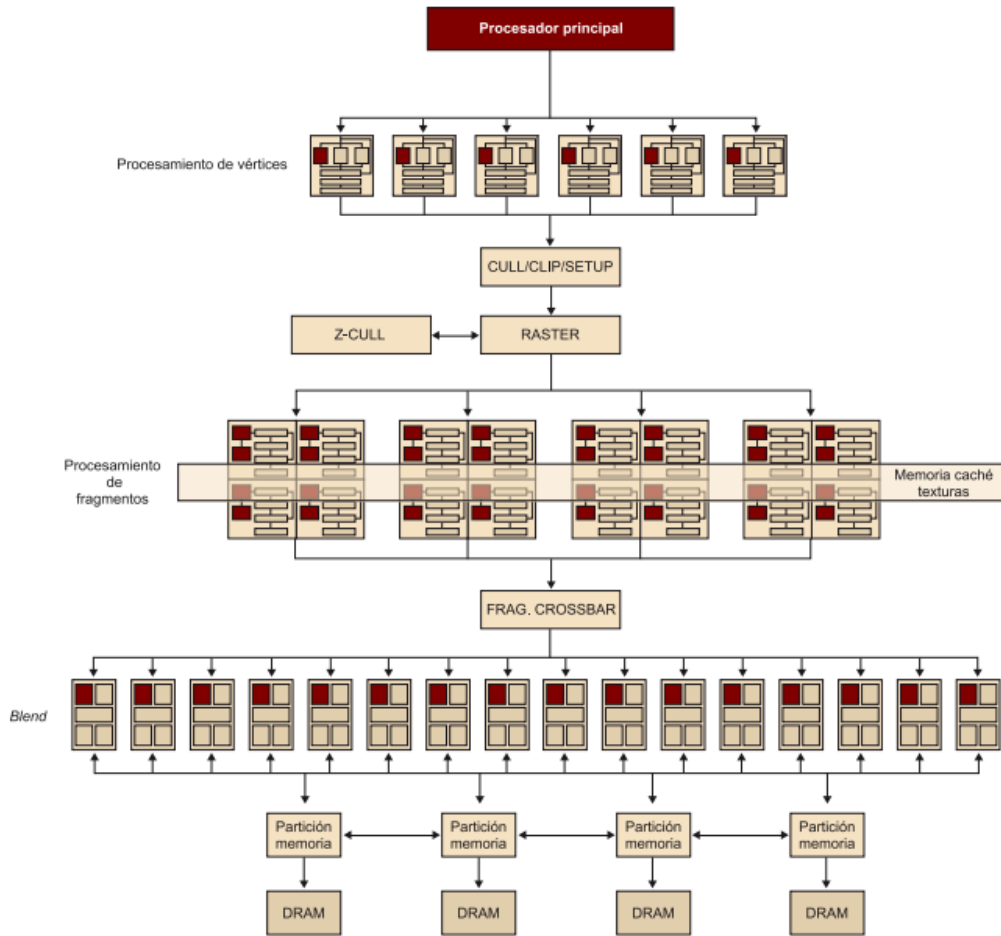 Procesador principal
Procesamiento de vértices
CULL/CLIP/SETUP
Z-CULL
RASTER
Procesamiento
de
fragmentos
Memoria caché
texturas
FRAG. CROSSBAR
Blend
Partición
memoria
Partición
memoria
Partición
memoria
Partición
memoria
DRAM
DRAM
DRAM
DRAM